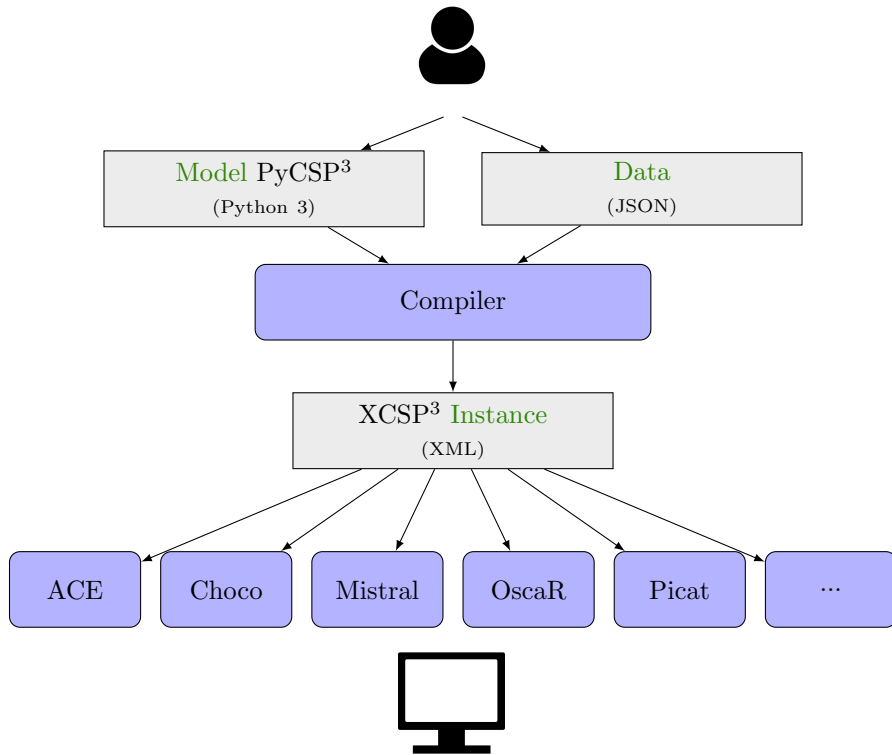 Model PyCSP³
(Python 3)
Data
(JSON)
Compiler
XCSP³ Instance
(XML)
ACE
Choco
Mistral
OscaR
Picat
...